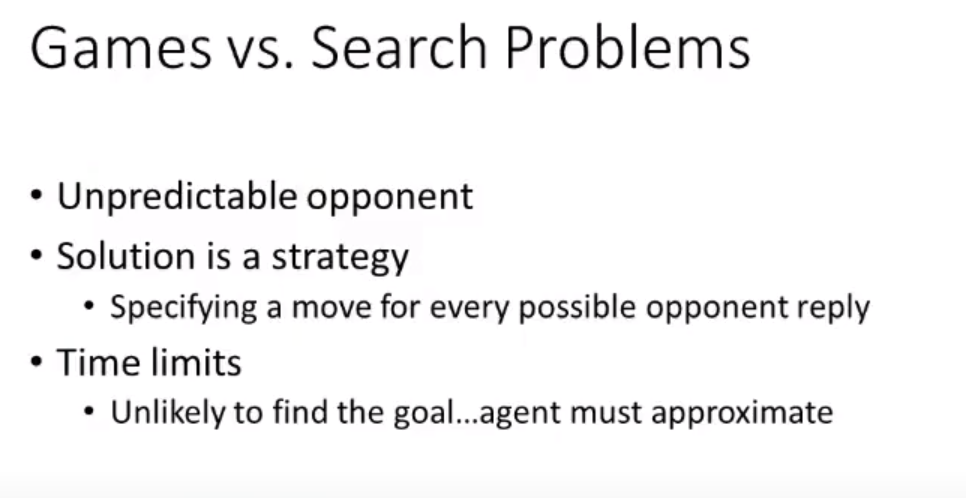 Games vs. Search Problems
• Unpredictable opponent
• Solution is a strategy
• Specifying a move for every possible opponent reply
• Time limits
• Unlikely to find the goal...agent must approximate